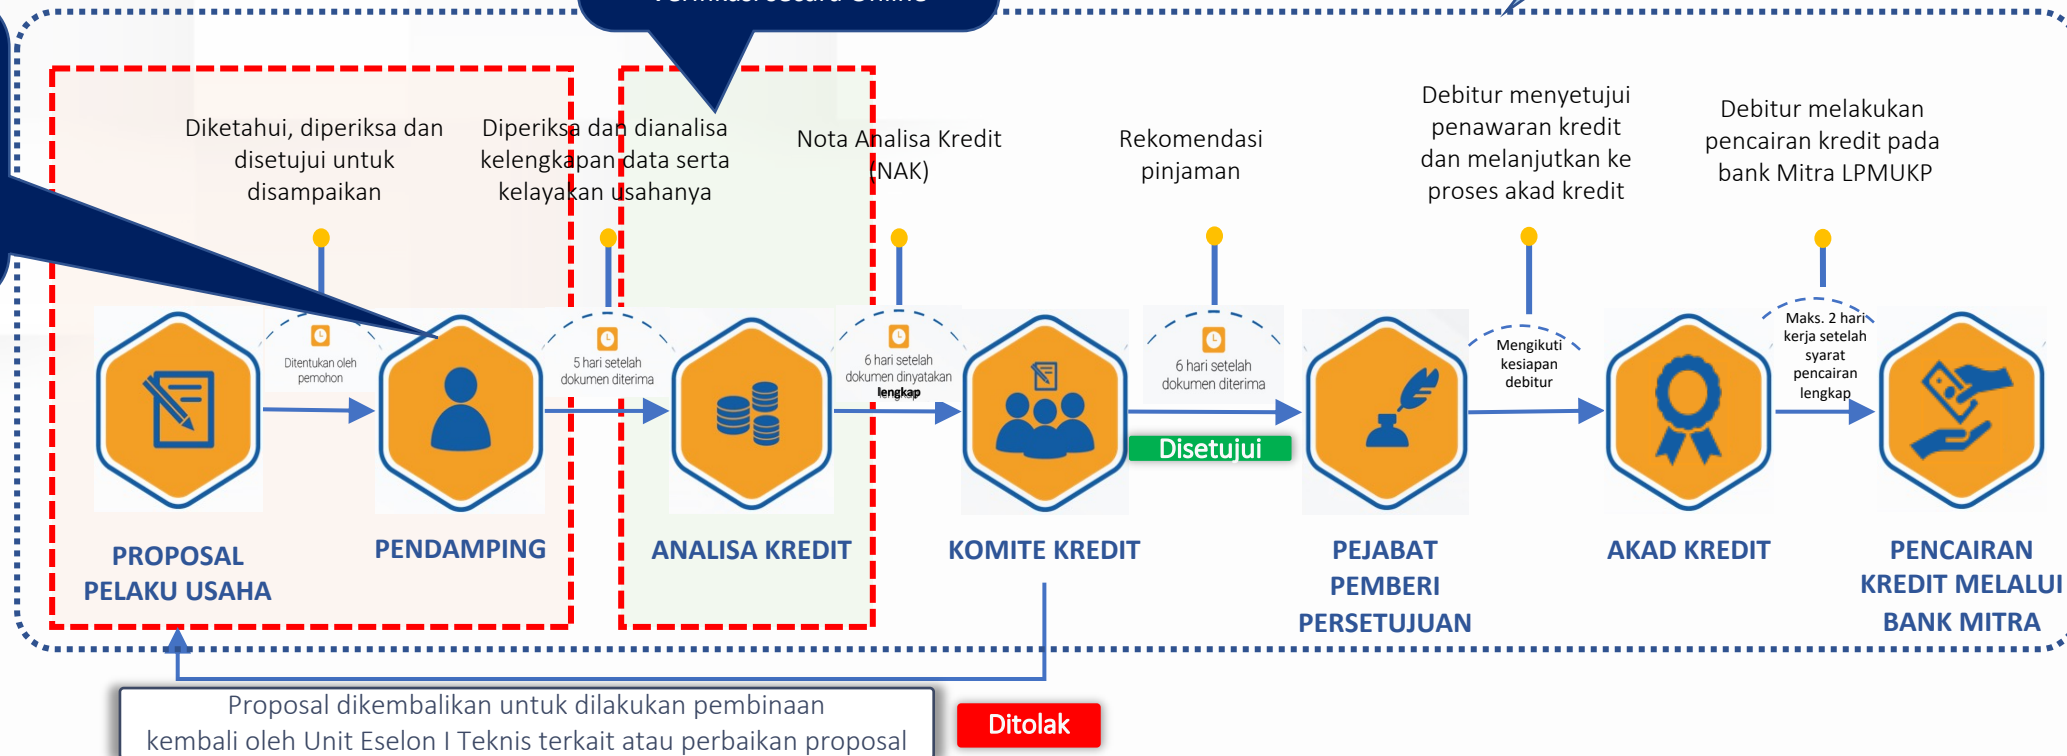 Verifikasi secara Online
Diketahui, diperiksa dan
disetujui untuk
disampaikan
Diperiksa dan dianalisa
kelengkapan data serta
kelayakan usahanya
Nota Analisa Kredit
(NAK)
Rekomendasi
pinjaman
Debitur menyetujui
penawaran kredit
dan melanjutkan ke
proses akad kredit
Debitur melakukan
pencairan kredit pada
bank Mitra LPMUKP
Ditentukan oleh
pemohon
5 hari setelah
dokumen diterima
6 hari setelah
dokumen dinyatakan
lengkap
6 hari setelah
dokumen diterima
Mengikuti
kesiapan
debitur
Maks. 2 hari
kerja setelah
syarat
pencairan
lengkap
Disetujui
PROPOSAL
PELAKU USAHA
PENDAMPING
ANALISA KREDIT
KOMITE KREDIT
PEJABAT
PEMBERI
PERSETUJUAN
AKAD KREDIT
PENCAIRAN
KREDIT MELALUI
BANK MITRA
Proposal dikembalikan untuk dilakukan pembinaan
kembali oleh Unit Eselon I Teknis terkait atau perbaikan proposal
Ditolak